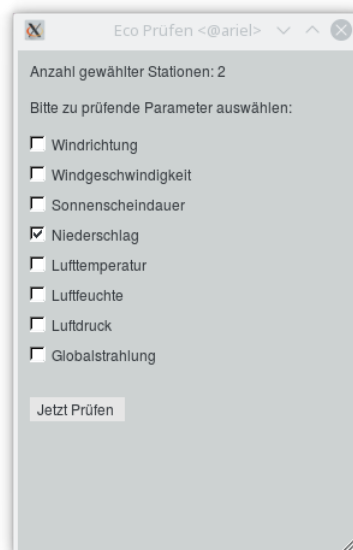 Eco Prüfen <@ariel>
Anzahl gewählter Stationen: 2
Bitte zu prüfende Parameter auswählen:
Windrichtung
Windgeschwindigkeit
Sonnenscheindauer
Niederschlag
Lufttemperatur
Luftfeuchte
Luftdruck
Globalstrahlung
Jetzt Prüfen